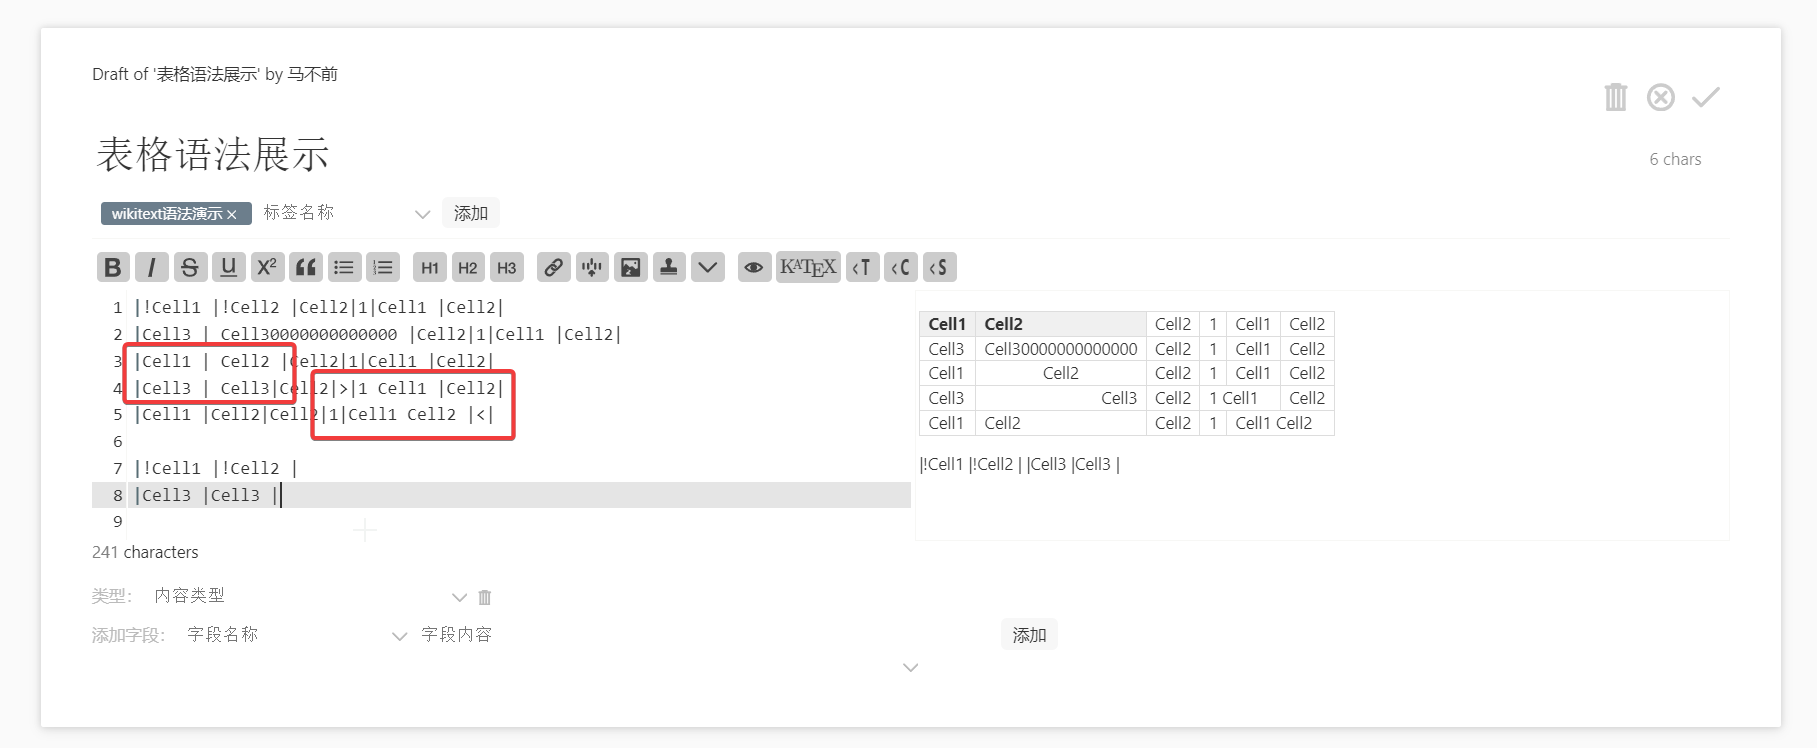 Draft of '表格语法展示' by 马不前
表格语法展示
6 chars
wikitext语法演示 × 标签名称 添加
B I S U X² H1 H2 H3 KATEX <T <C <S
1 |!Cell1 |!Cell2 |Cell2|1|Cell1 |Cell2|
2 |Cell3 | Cell30000000000000 |Cell2|1|Cell1 |Cell2|
3 |Cell1 | Cell2 |Cell2|1|Cell1 |Cell2|
4 |Cell3 | Cell3|Cell2|>|1 Cell1 |Cell2|
5 |Cell1 |Cell2|Cell2|1|Cell1 Cell2 |<|
6
7 |!Cell1 |!Cell2 |
8 |Cell3 |Cell3 |
9
Cell1 Cell2 Cell2 1 Cell1 Cell2
Cell3 Cell30000000000000 Cell2 1 Cell1 Cell2
Cell1 Cell2 Cell2 1 Cell1 Cell2
Cell3 Cell3 Cell2 1 Cell1 Cell2
Cell1 Cell2 Cell2 1 Cell1 Cell2
|!Cell1 |!Cell2 | |Cell3 |Cell3 |
241 characters
类型： 内容类型
添加字段： 字段名称 字段内容 添加